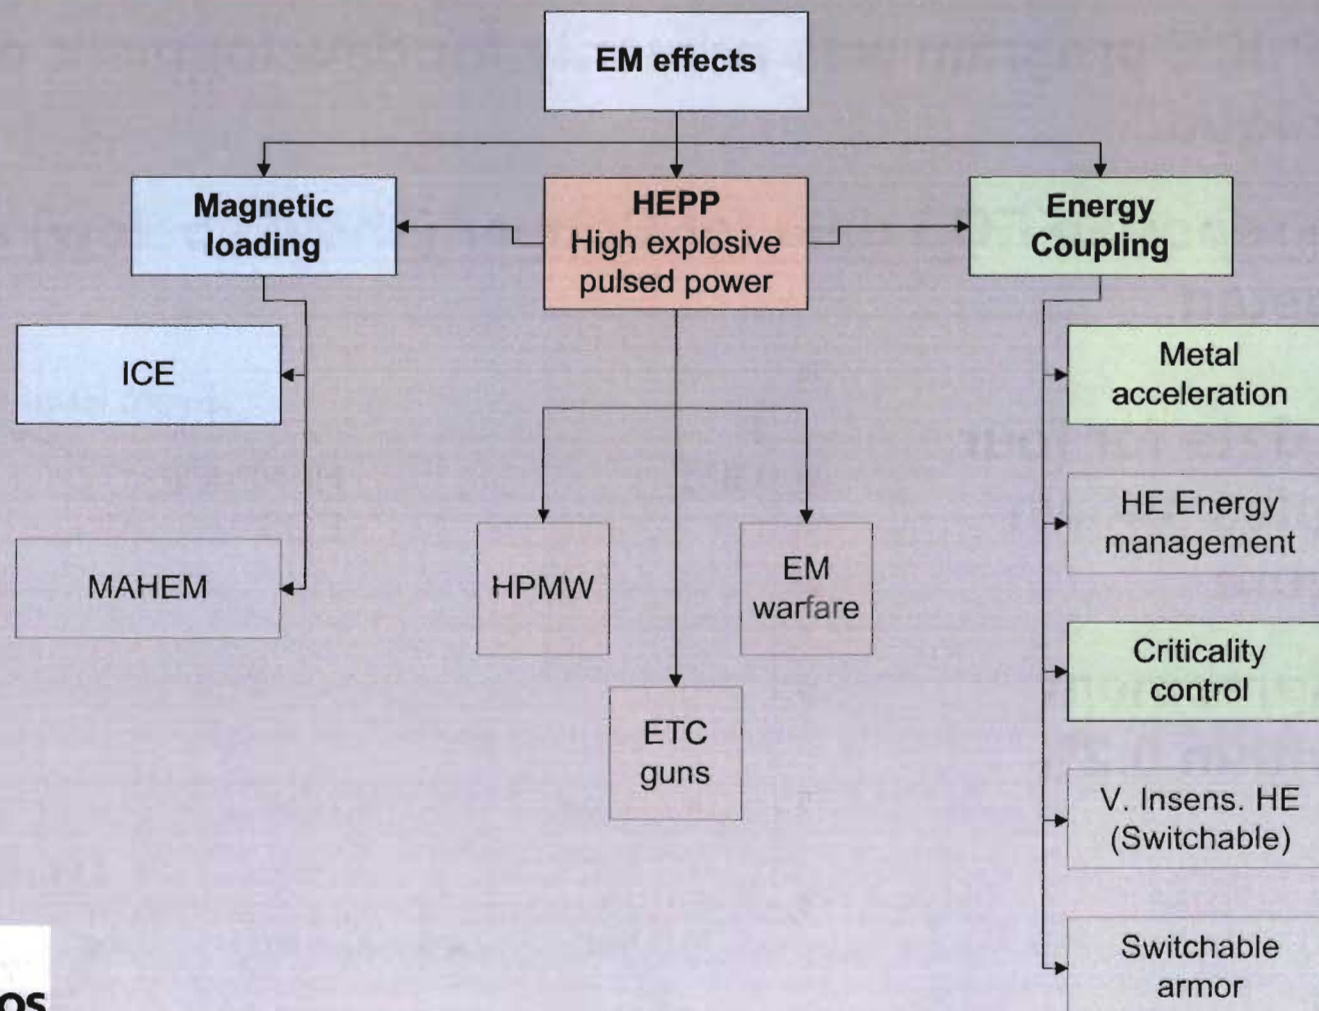 EM effects
Magnetic
loading
HEPP
High explosive
pulsed power
Energy
Coupling
ICE
MAHEM
HPMW
EM
warfare
ETC
guns
Metal
acceleration
HE Energy
management
Criticality
control
V. Insens. HE
(Switchable)
Switchable
armor
os